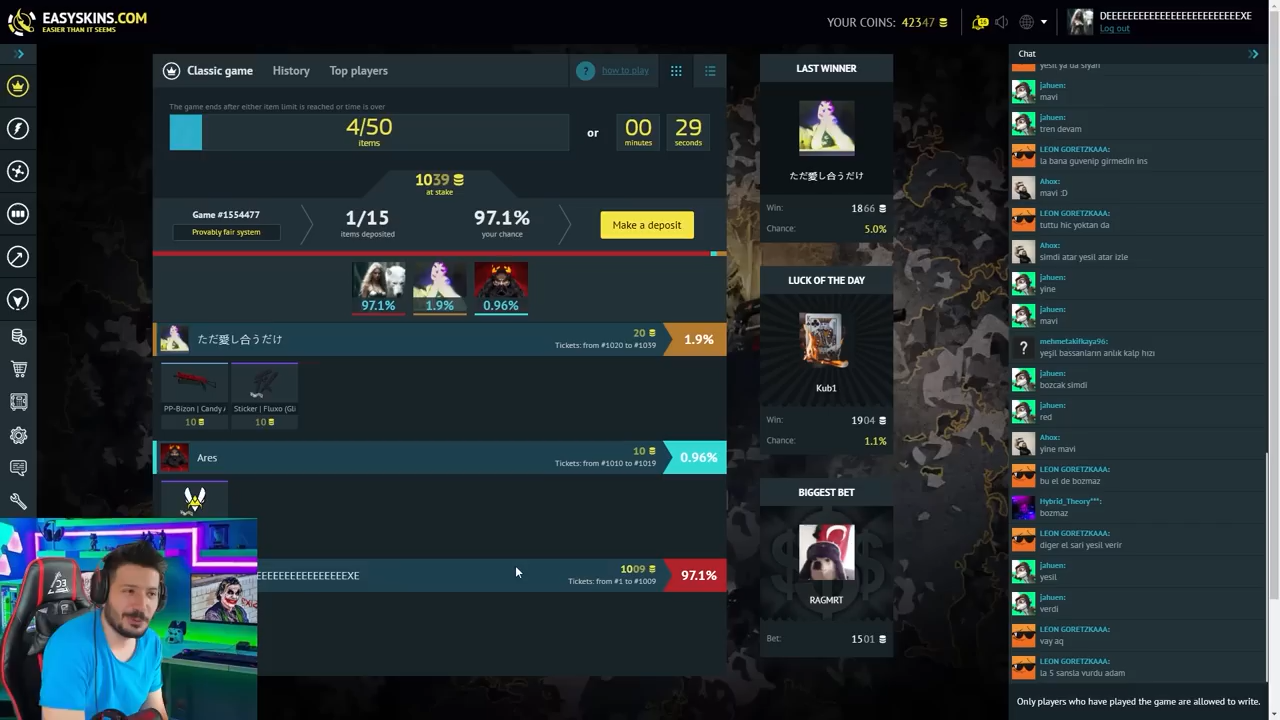 EASYSKINS.COM
EASIER THAN IT SEEMS
YOUR COINS: 42347
DEEEEEEEEEEEEEEEEEEEEEEEEEXE
Log out
Classic game
History
Top players
? how to play
The game ends after either item limit is reached or time is over
4/50
items
or
00
minutes
29
seconds
1039
at stake
Game #1554477
Provably fair system
1/15
items deposited
97.1%
your chance
Make a deposit
97.1%
1.9%
0.96%
ただ愛し合うだけ
20
Tickets: from #1020 to #1039
1.9%
PP-Bizon | Candy
Sticker | Fluxo (Gli
10
10
Ares
10
Tickets: from #1010 to #1019
0.96%
1009
Tickets: from #1 to #1009
97.1%
LAST WINNER
ただ愛し合うだけ
Win: 1866
Chance: 5.0%
LUCK OF THE DAY
Kub1
Win: 1904
Chance: 1.1%
BIGGEST BET
RAGMRT
Bet: 1501
Chat
yesil ya da siyah
jahuen:
mavi
jahuen:
tren devam
LEON GORETZKAAA:
la bana guvenip girmedin ins
Ahox:
mavi :D
LEON GORETZKAAA:
tuttu hic yoktan da
Ahox:
simdi atar yesil atar izle
jahuen:
yine
jahuen:
mavi
mehmetakifkaya96:
yeşil bassanların anlık kalp hızı
jahuen:
bozcak simdi
jahuen:
red
Ahox:
yine mavi
LEON GORETZKAAA:
bu el de bozmaz
Hybrid_Theory***:
bozmaz
LEON GORETZKAAA:
diger el sari yesil verir
jahuen:
yesil
jahuen:
verdi
LEON GORETZKAAA:
vay aq
LEON GORETZKAAA:
la 5 sansla vurdu adam
Only players who have played the game are allowed to write.